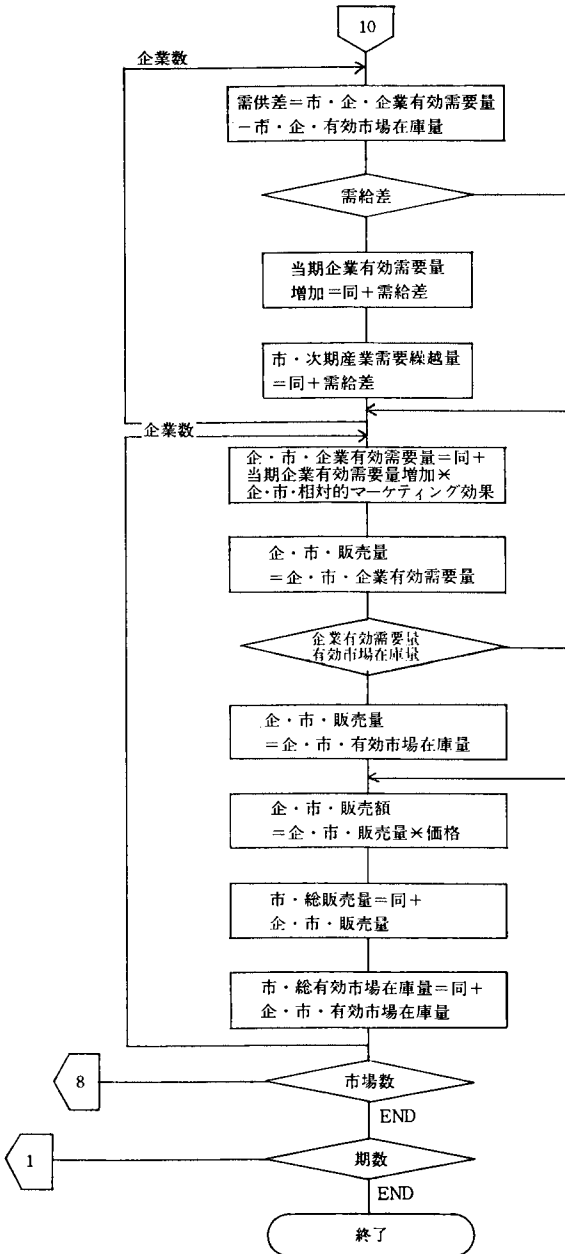 10
企業数
需供差=市・企・企業有効需要量
-市・企・有効市場在庫量
需給差
当期企業有効需要量
増加=同+需給差
市・次期産業需要繰越量
=同+需給差
企業数
企・市・企業有効需要量=同+
当期企業有効需要量増加*
企・市・相対的マーケティング効果
企・市・販売量
=企・市・企業有効需要量
企業有効需要量
有効市場在庫量
企・市・販売量
=企・市・有効市場在庫量
企・市・販売額
=企・市・販売量*価格
市・総販売量=同+
企・市・販売量
市・総有効市場在庫量=同+
企・市・有効市場在庫量
8
市場数
END
1
期数
END
終了